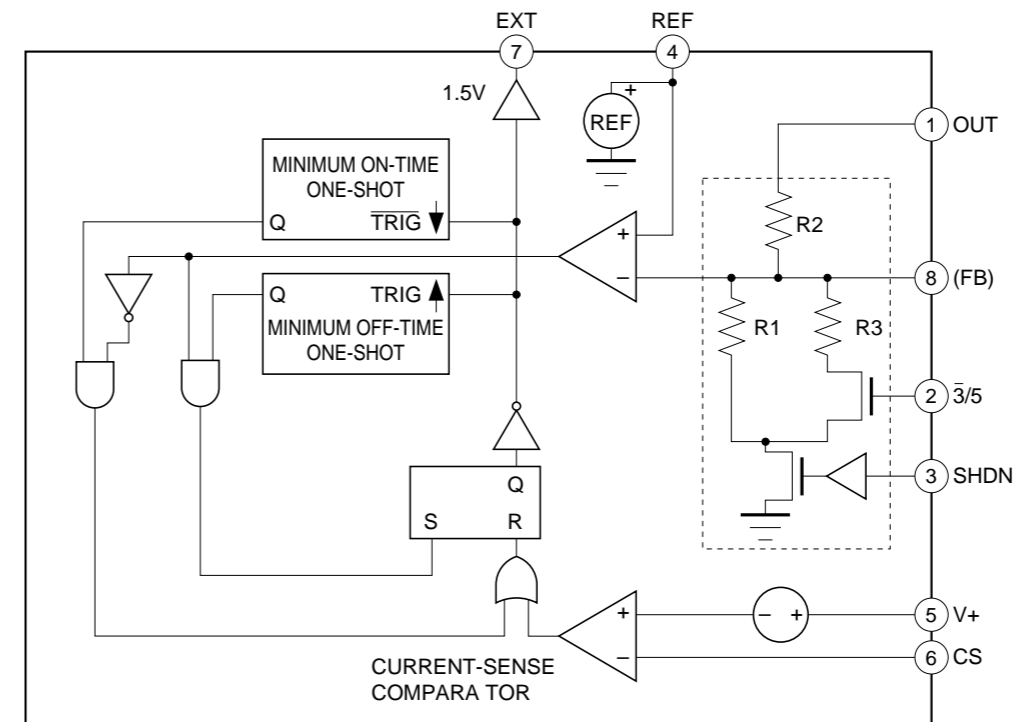 EXT
REF
7
4
1.5V
+
REF
1
OUT
MINIMUM ON-TIME
ONE-SHOT
Q
TRIG
R2
+
−
8
(FB)
Q
TRIG
MINIMUM OFF-TIME
ONE-SHOT
R1
R3
2
3̅/5
Q
S
R
3
SHDN
+
−
− +
5
V+
6
CS
CURRENT-SENSE
COMPARA TOR